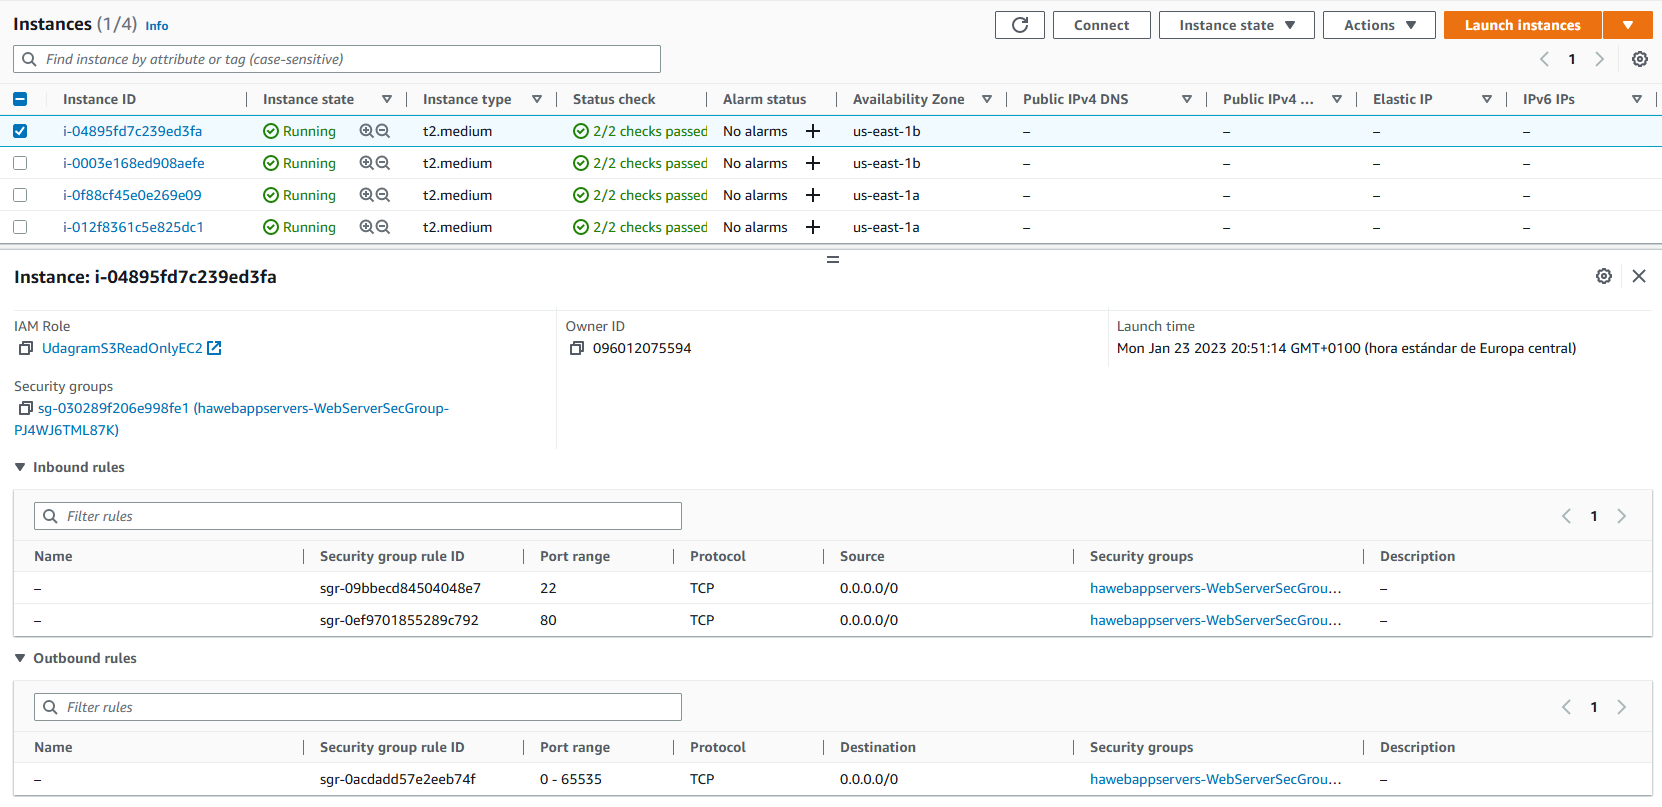 Instances (1/4) Info
Connect Instance state Actions Launch instances
Find instance by attribute or tag (case-sensitive) 1
Instance ID Instance state Instance type Status check Alarm status Availability Zone Public IPv4 DNS Public IPv4 ... Elastic IP IPv6 IPs
i-04895fd7c239ed3fa Running t2.medium 2/2 checks passed No alarms + us-east-1b – – – –
i-0003e168ed908aefe Running t2.medium 2/2 checks passed No alarms + us-east-1b – – – –
i-0f88cf45e0e269e09 Running t2.medium 2/2 checks passed No alarms + us-east-1a – – – –
i-012f8361c5e825dc1 Running t2.medium 2/2 checks passed No alarms + us-east-1a – – – –
Instance: i-04895fd7c239ed3fa
IAM Role Owner ID Launch time
UdagramS3ReadOnlyEC2 096012075594 Mon Jan 23 2023 20:51:14 GMT+0100 (hora estándar de Europa central)
Security groups
sg-030289f206e998fe1 (hawebappservers-WebServerSecGroup-
PJ4WJ6TML87K)
Inbound rules
Filter rules 1
Name Security group rule ID Port range Protocol Source Security groups Description
– sgr-09bbecd84504048e7 22 TCP 0.0.0.0/0 hawebappservers-WebServerSecGrou... –
– sgr-0ef9701855289c792 80 TCP 0.0.0.0/0 hawebappservers-WebServerSecGrou... –
Outbound rules
Filter rules 1
Name Security group rule ID Port range Protocol Destination Security groups Description
– sgr-0acdadd57e2eeb74f 0 - 65535 TCP 0.0.0.0/0 hawebappservers-WebServerSecGrou... –